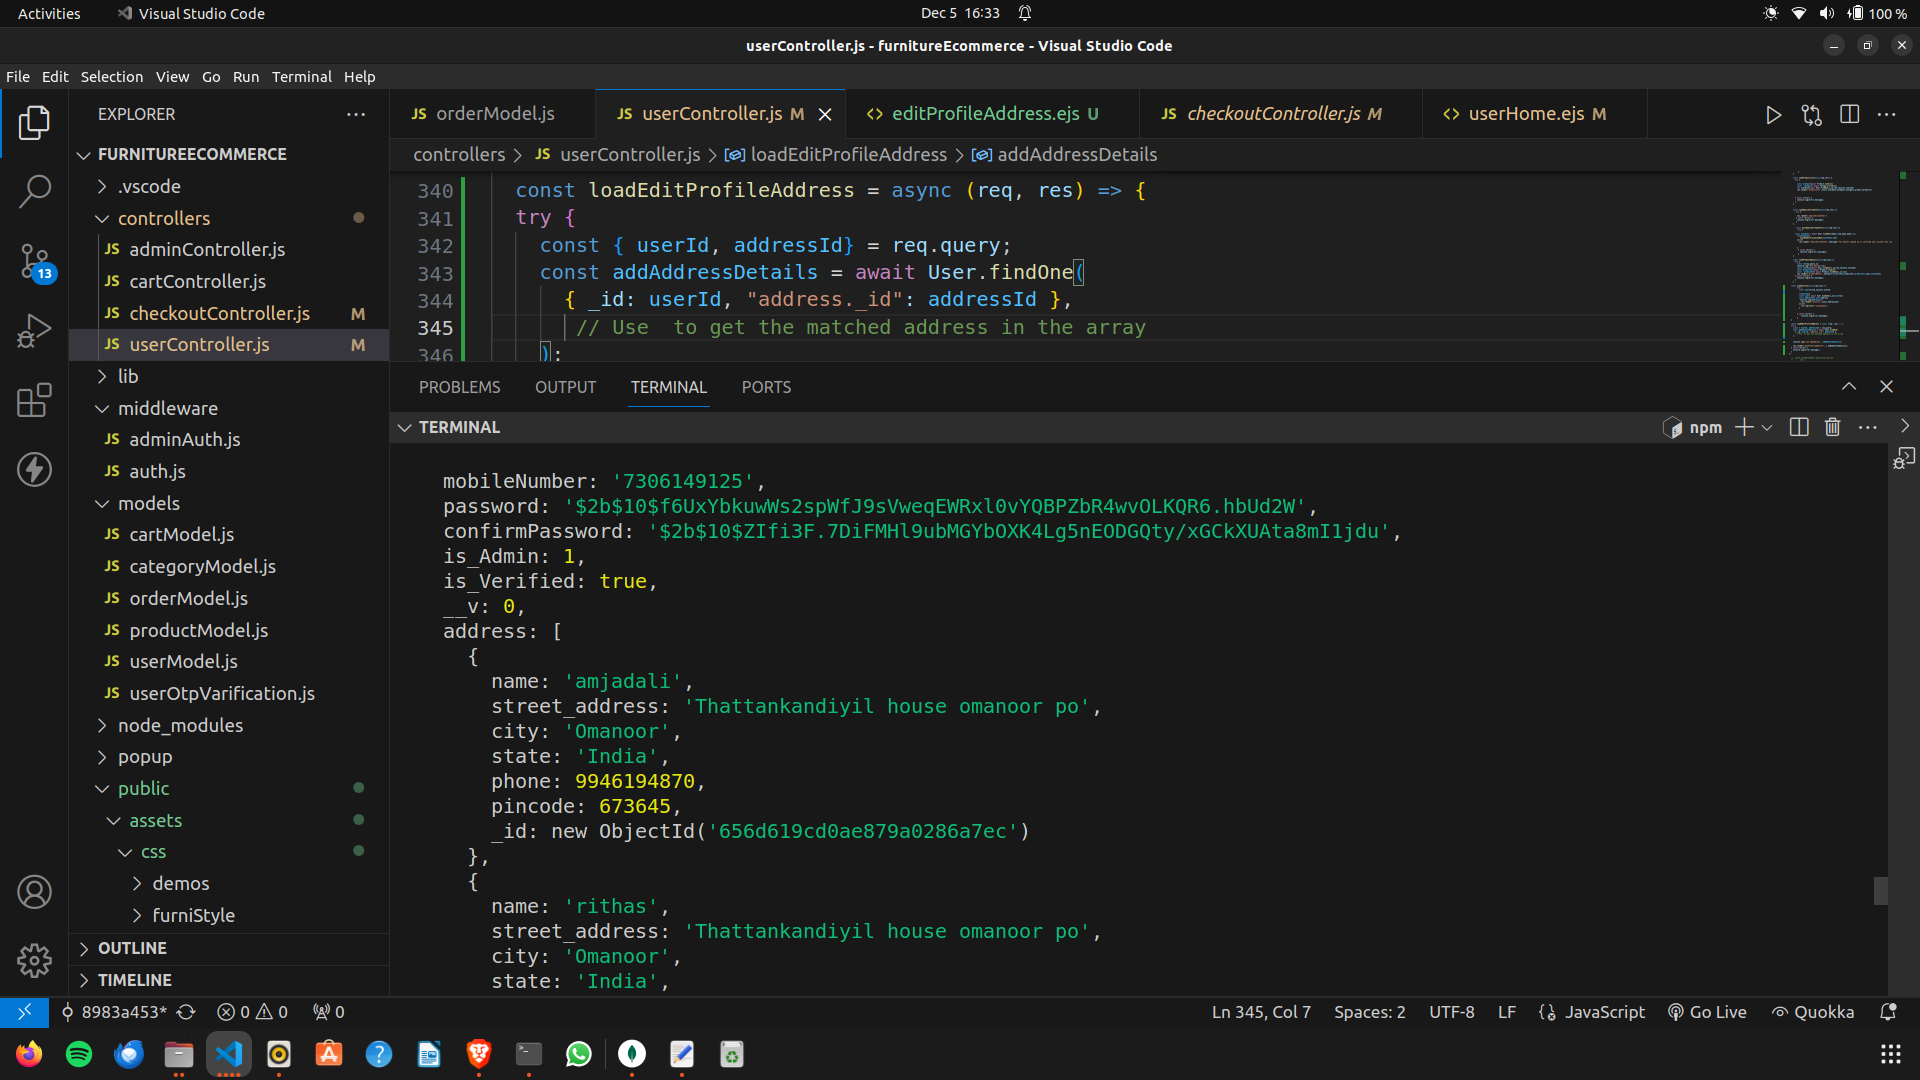 Activities
Visual Studio Code
Dec 5 16:33
100 %
userController.js - furnitureEcommerce - Visual Studio Code
File Edit Selection View Go Run Terminal Help
EXPLORER
FURNITUREECOMMERCE
.vscode
controllers
JS adminController.js
JS cartController.js
JS checkoutController.js M
JS userController.js M
lib
middleware
JS adminAuth.js
JS auth.js
models
JS cartModel.js
JS categoryModel.js
JS orderModel.js
JS productModel.js
JS userModel.js
JS userOtpVarification.js
node_modules
popup
public
assets
css
demos
furniStyle
OUTLINE
TIMELINE
13
JS orderModel.js
JS userController.js M
<> editProfileAddress.ejs U
JS checkoutController.js M
<> userHome.ejs M
controllers > JS userController.js > loadEditProfileAddress > addAddressDetails
340 const loadEditProfileAddress = async (req, res) => {
341 try {
342 const { userId, addressId} = req.query;
343 const addAddressDetails = await User.findOne(
344 { _id: userId, "address._id": addressId },
345 // Use  to get the matched address in the array
346 );
PROBLEMS OUTPUT TERMINAL PORTS
TERMINAL
npm
mobileNumber: '7306149125',
password: '$2b$10$f6UxYbkuwWs2spWfJ9sVweqEWRxl0vYQBPZbR4wvOLKQR6.hbUd2W',
confirmPassword: '$2b$10$ZIfi3F.7DiFMHl9ubMGYbOXK4Lg5nEODGQty/xGCkXUAta8mI1jdu',
is_Admin: 1,
is_Verified: true,
__v: 0,
address: [
{
name: 'amjadali',
street_address: 'Thattankandiyil house omanoor po',
city: 'Omanoor',
state: 'India',
phone: 9946194870,
pincode: 673645,
_id: new ObjectId('656d619cd0ae879a0286a7ec')
},
{
name: 'rithas',
street_address: 'Thattankandiyil house omanoor po',
city: 'Omanoor',
state: 'India',
8983a453*
0 0
0
Ln 345, Col 7
Spaces: 2
UTF-8
LF
JavaScript
Go Live
Quokka